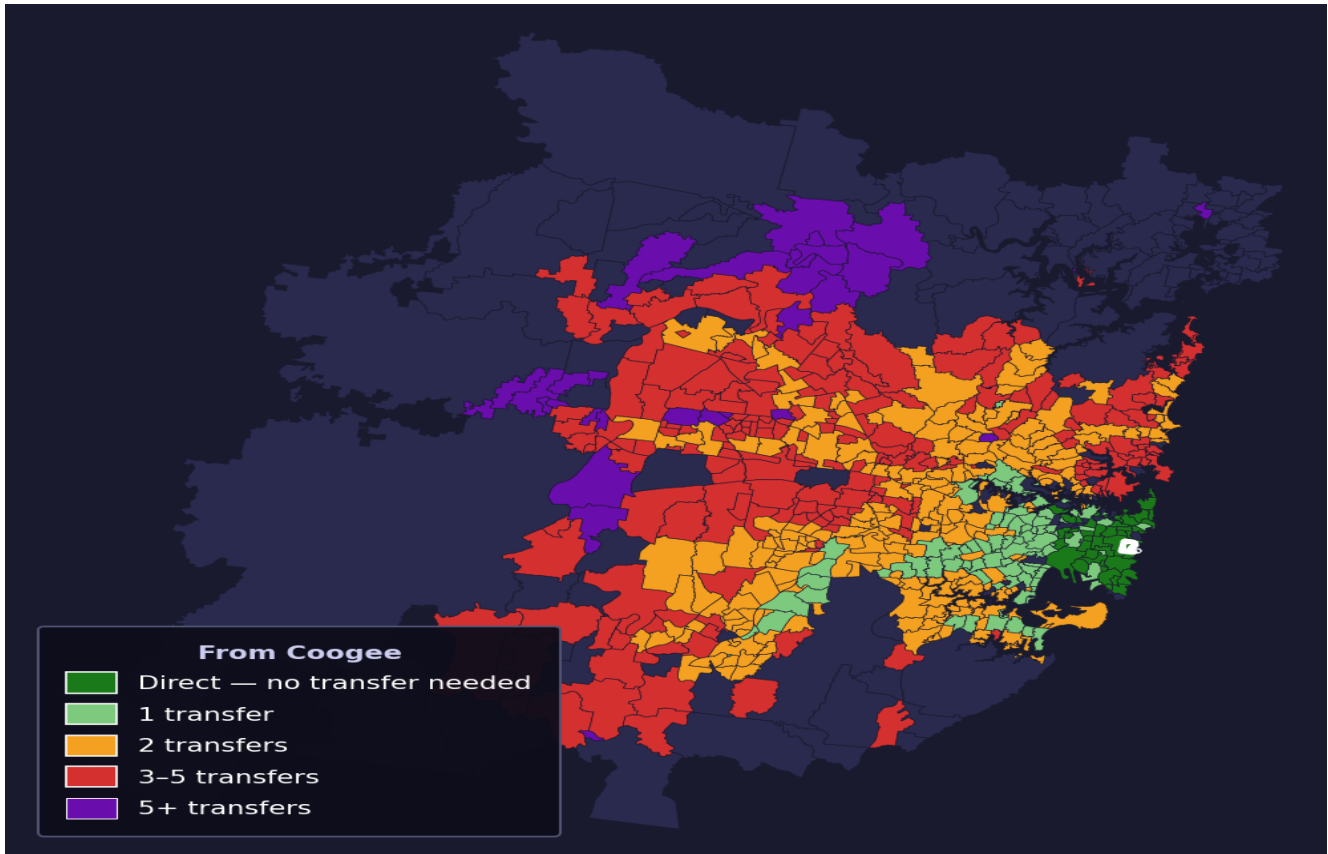 From Coogee
Direct — no transfer needed
1 transfer
2 transfers
3–5 transfers
5+ transfers